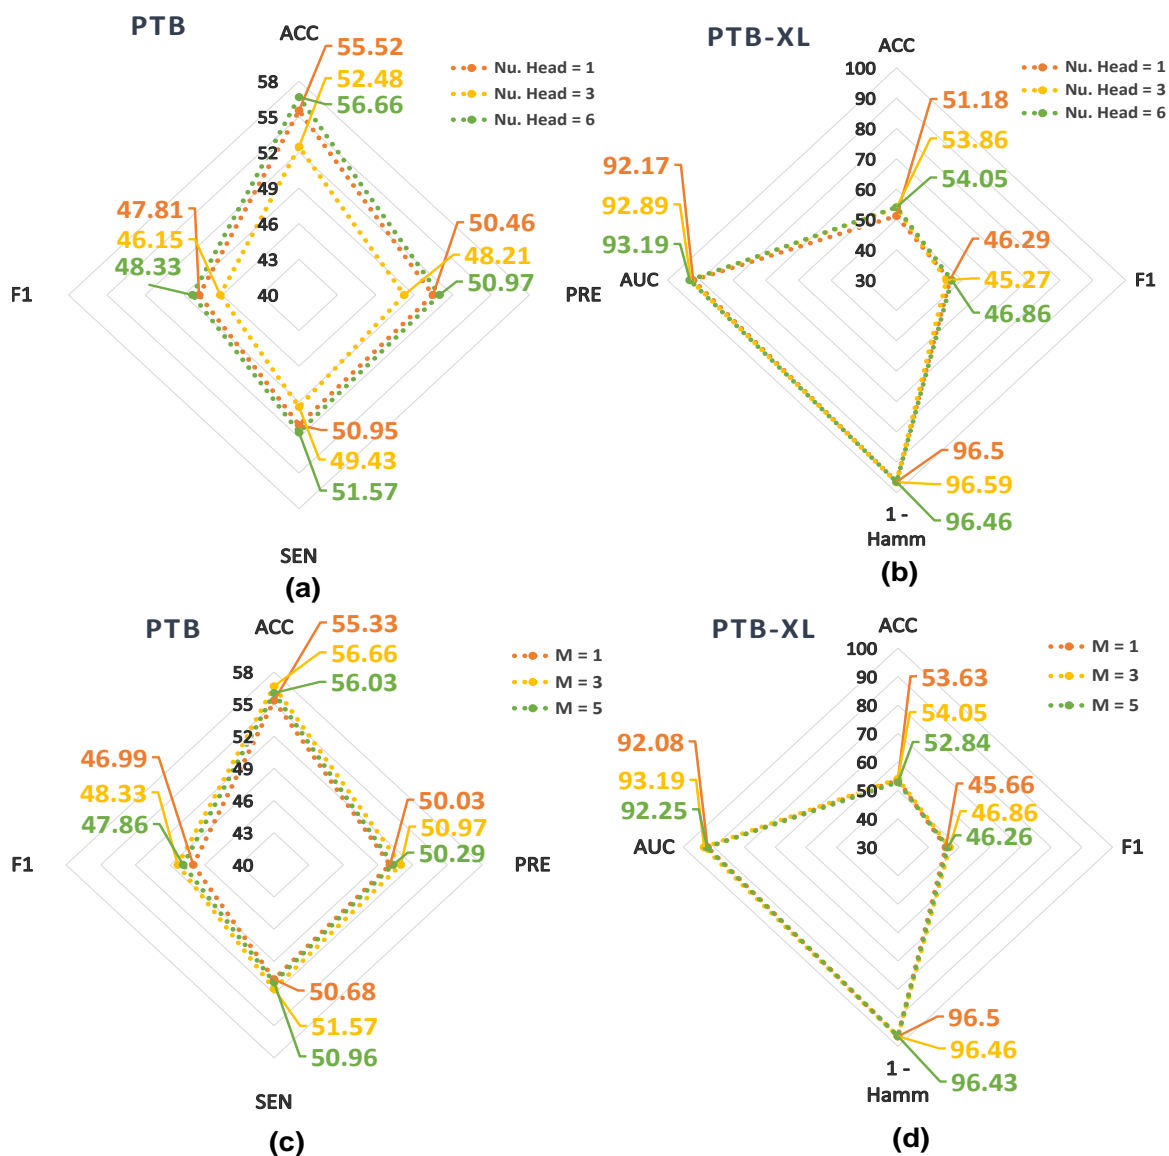 PTB
ACC
55.52
52.48
56.66
Nu. Head = 1
Nu. Head = 3
Nu. Head = 6
58
55
52
49
46
43
40
47.81
46.15
48.33
50.46
48.21
50.97
F1
PRE
50.95
49.43
51.57
SEN
(a)
PTB-XL
ACC
Nu. Head = 1
Nu. Head = 3
Nu. Head = 6
100
90
80
70
60
50
40
30
51.18
53.86
54.05
92.17
92.89
93.19
AUC
46.29
45.27
46.86
F1
96.5
96.59
96.46
1 -
Hamm
(b)
PTB
ACC
55.33
56.66
56.03
M = 1
M = 3
M = 5
58
55
52
49
46
43
40
46.99
48.33
47.86
50.03
50.97
50.29
F1
PRE
50.68
51.57
50.96
SEN
(c)
PTB-XL
ACC
M = 1
M = 3
M = 5
100
90
80
70
60
50
40
30
53.63
54.05
52.84
92.08
93.19
92.25
AUC
45.66
46.86
46.26
F1
96.5
96.46
96.43
1 -
Hamm
(d)